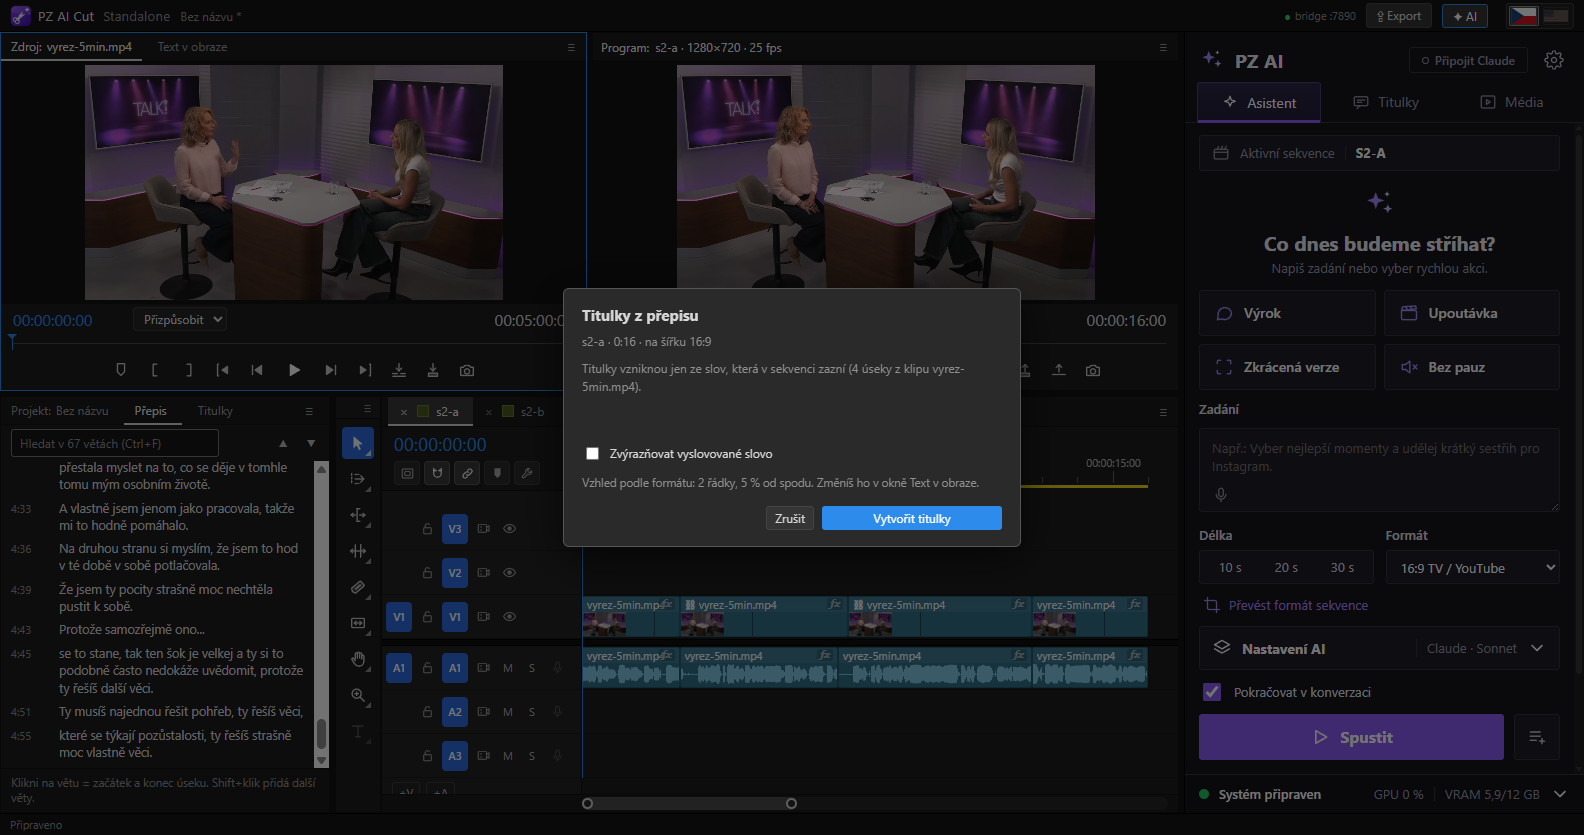 PZ AI Cut Standalone Bez názvu *
bridge :7890 Export AI
Zdroj: vyrez-5min.mp4 Text v obraze
TALK?
00:00:00:00 Přizpůsobit 00:05:00:0
Program: s2-a · 1280×720 · 25 fps
TALK?
00:00:16:00
Projekt: Bez názvu Přepis Titulky
Hledat v 67 větách (Ctrl+F)
přestala myslet na to, co se děje v tomhle
tomu mým osobním životě.
4:33 A vlastně jsem jenom jako pracovala, takže
mi to hodně pomáhalo.
4:36 Na druhou stranu si myslím, že jsem to hod
v té době v sobě potlačovala.
4:39 Že jsem ty pocity strašně moc nechtěla
pustit k sobě.
4:43 Protože samozřejmě ono...
4:45 se to stane, tak ten šok je velkej a ty si to
podobně často nedokáže uvědomit, protože
ty řešíš další věci.
4:51 Ty musíš najednou řešit pohřeb, ty řešíš věci,
4:55 které se týkají pozůstalosti, ty řešíš strašně
moc vlastně věci.
Klikni na větu = začátek a konec úseku. Shift+klik přidá další
věty.
s2-a s2-b
00:00:00:00
00:00:15:00
V3
V2
V1 V1
A1 A1 M S
A2 M S
A3 M S
+V +A
vyrez-5min.mp4 fx vyrez-5min.mp4 fx vyrez-5min.mp4 fx vyrez-5min.mp4 fx
vyrez-5min.mp4 fx vyrez-5min.mp4 fx vyrez-5min.mp4 fx vyrez-5min.mp4 fx
Titulky z přepisu
s2-a · 0:16 · na šířku 16:9
Titulky vzniknou jen ze slov, která v sekvenci zazní (4 úseky z klipu vyrez-
5min.mp4).
Zvýrazňovat vyslovované slovo
Vzhled podle formátu: 2 řádky, 5 % od spodu. Změníš ho v okně Text v obraze.
Zrušit Vytvořit titulky
PZ AI Připojit Claude
Asistent Titulky Média
Aktivní sekvence S2-A
Co dnes budeme stříhat?
Napiš zadání nebo vyber rychlou akci.
Výrok Upoutávka
Zkrácená verze Bez pauz
Zadání
Např.: Vyber nejlepší momenty a udělej krátký sestřih pro
Instagram.
Délka Formát
10 s 20 s 30 s 16:9 TV / YouTube
Převést formát sekvence
Nastavení AI Claude · Sonnet
Pokračovat v konverzaci
Spustit
Systém připraven GPU 0 % VRAM 5,9/12 GB
Připraveno